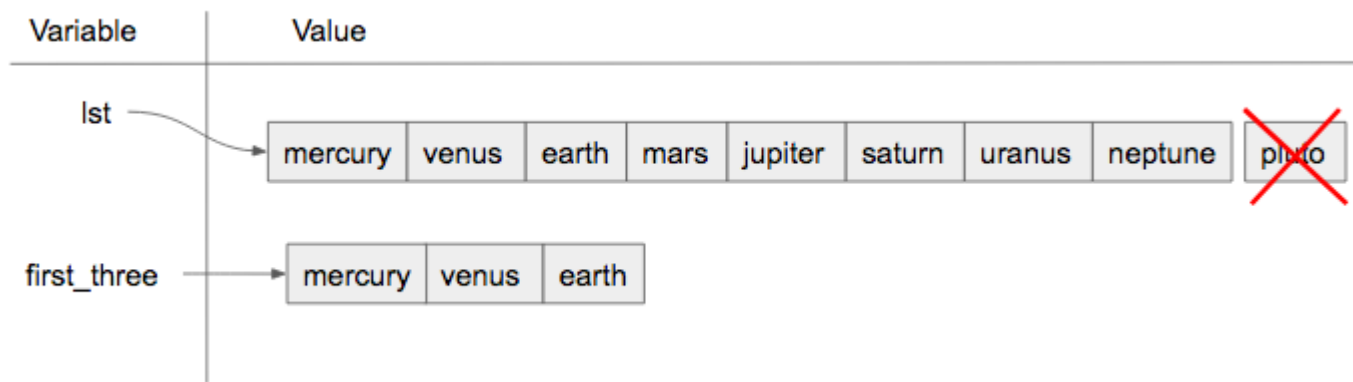 Variable Value
lst
mercury venus earth mars jupiter saturn uranus neptune pluto
first_three mercury venus earth